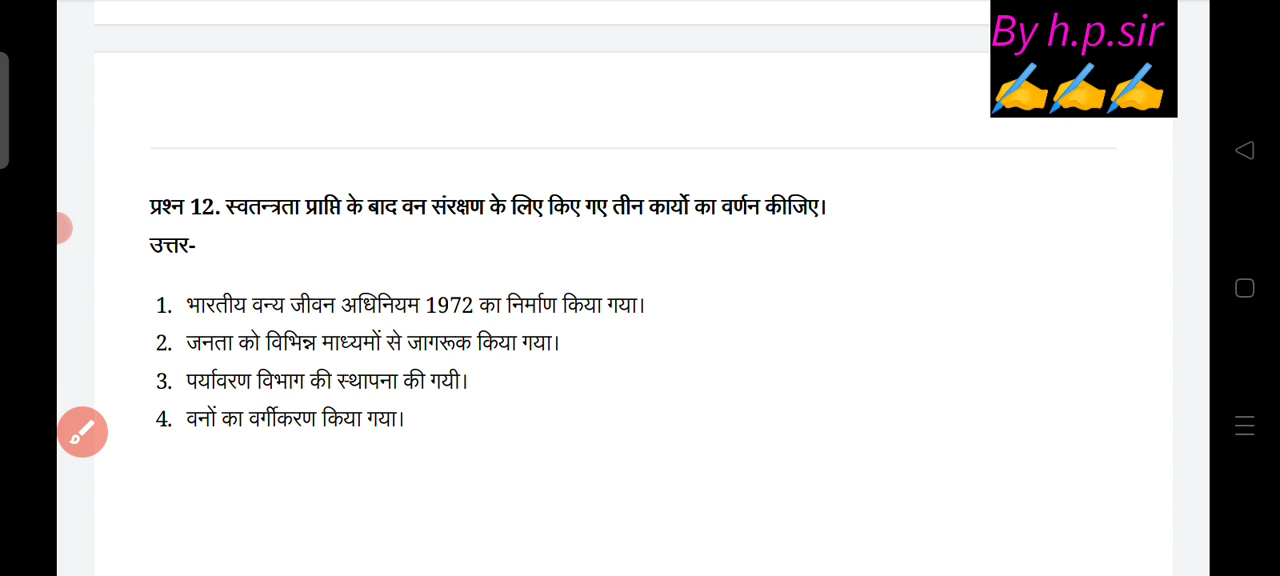 By h.p.sir
प्रश्न 12. स्वतन्त्रता प्राप्ति के बाद वन संरक्षण के लिए किए गए तीन कार्यो का वर्णन कीजिए।
उत्तर-
1. भारतीय वन्य जीवन अधिनियम 1972 का निर्माण किया गया।
2. जनता को विभिन्न माध्यमों से जागरूक किया गया।
3. पर्यावरण विभाग की स्थापना की गयी।
4. वनों का वर्गीकरण किया गया।